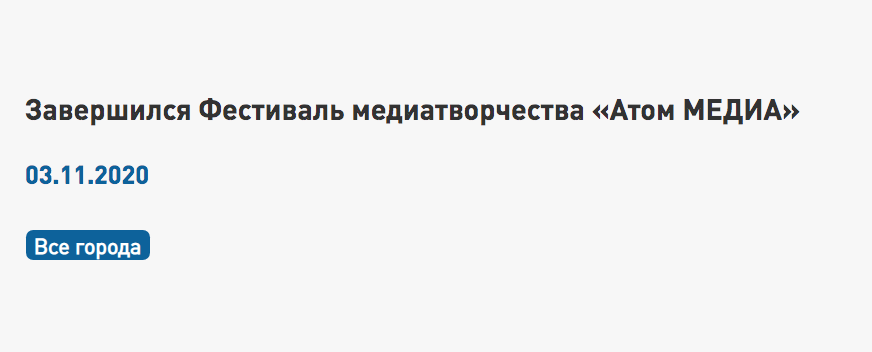 Завершился Фестиваль медиатворчества «Атом МЕДИА»
03.11.2020
Все города